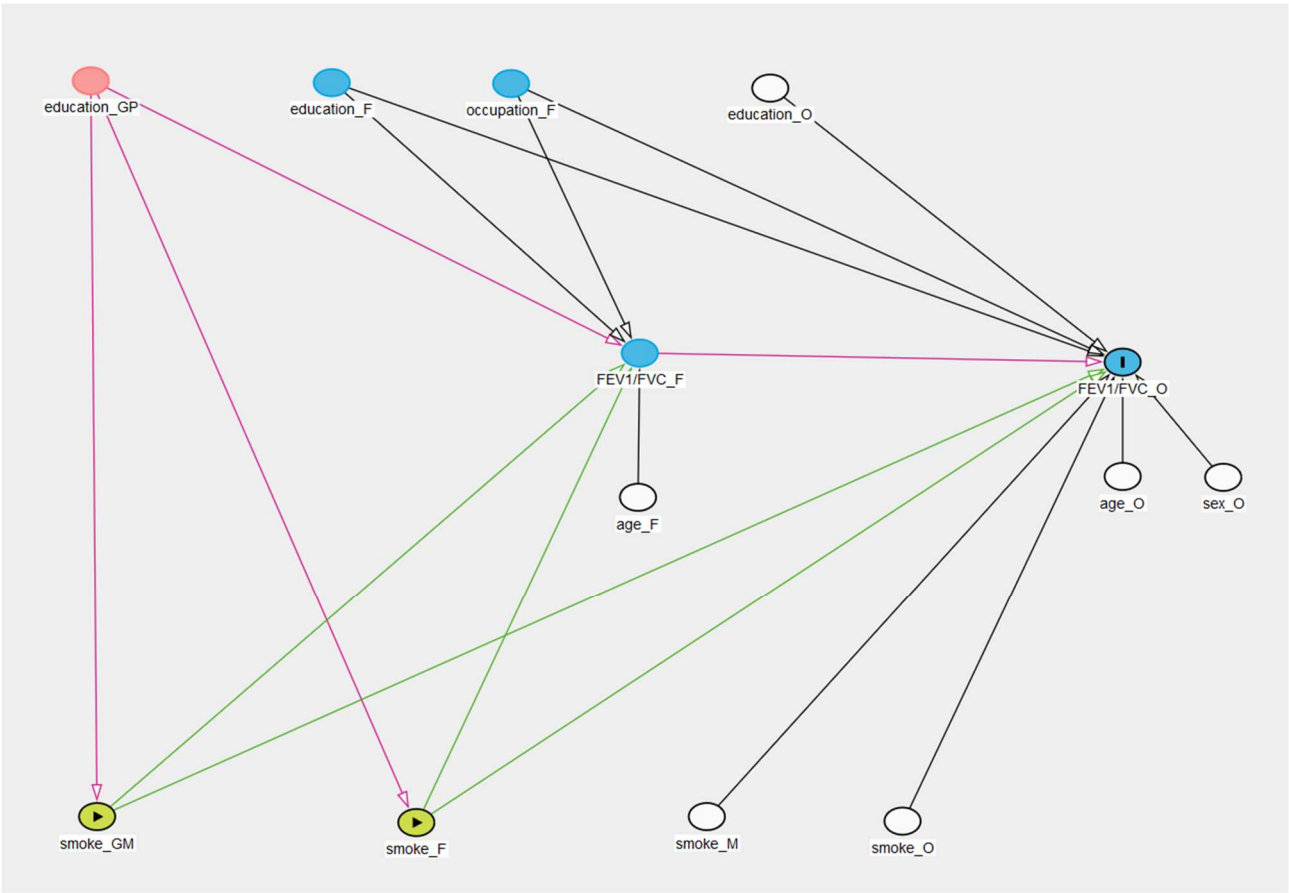 education_GP
education_F
occupation_F
education_O
FEV1/FVC_F
FEV1/FVC_O
age_F
age_O
sex_O
smoke_GM
smoke_F
smoke_M
smoke_O